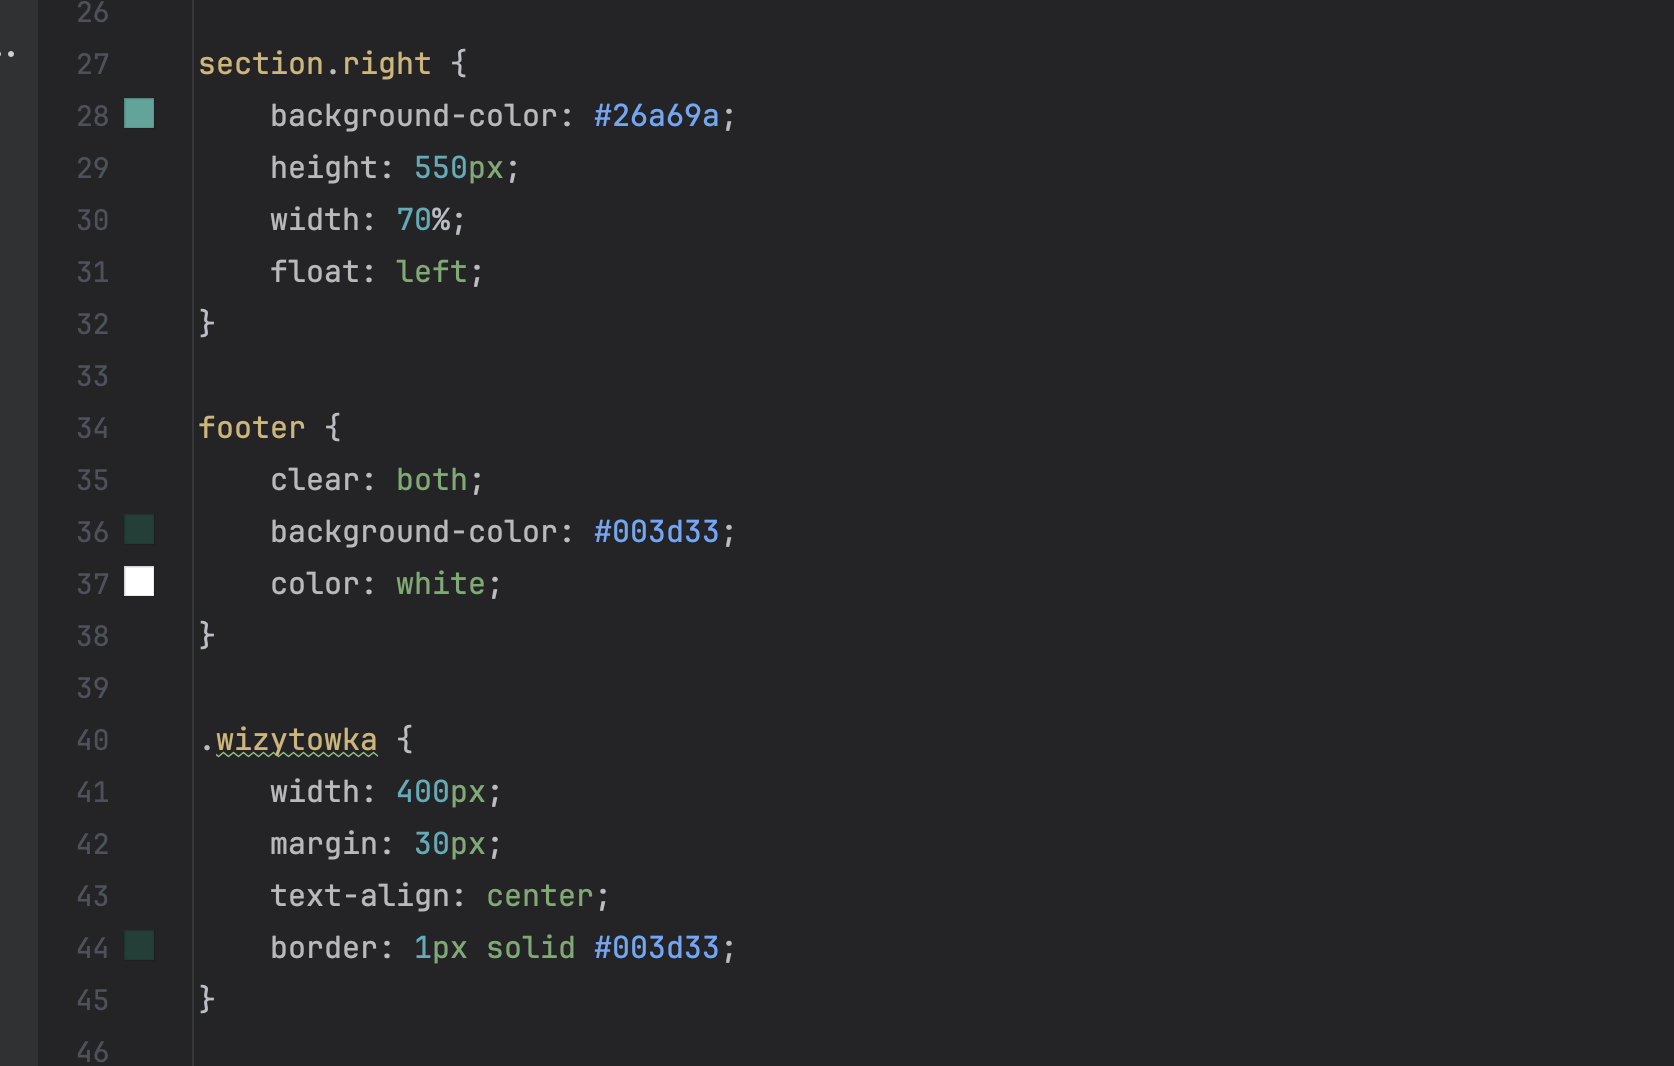 26
27 section.right {
28     background-color: #26a69a;
29     height: 550px;
30     width: 70%;
31     float: left;
32 }
33
34 footer {
35     clear: both;
36     background-color: #003d33;
37     color: white;
38 }
39
40 .wizytowka {
41     width: 400px;
42     margin: 30px;
43     text-align: center;
44     border: 1px solid #003d33;
45 }
46